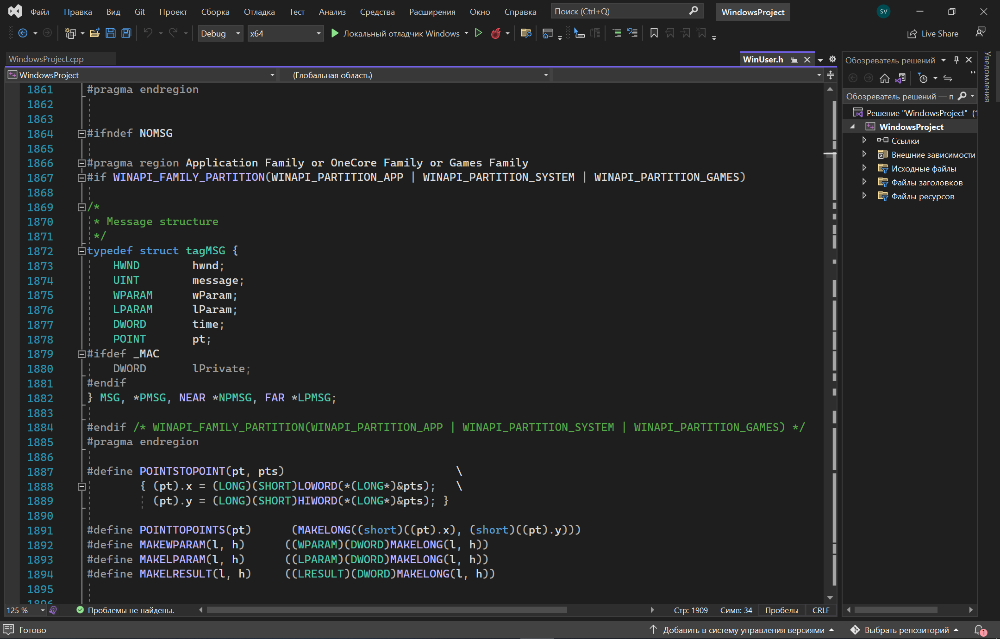 Файл Правка Вид Git Проект Сборка Отладка Тест Анализ Средства Расширения Окно Справка Поиск (Ctrl+Q) WindowsProject SV
Debug x64 Локальный отладчик Windows Live Share
WindowsProject.cpp WinUser.h
WindowsProject (Глобальная область)
1861 #pragma endregion
1862
1863
1864 #ifndef NOMSG
1865
1866 #pragma region Application Family or OneCore Family or Games Family
1867 #if WINAPI_FAMILY_PARTITION(WINAPI_PARTITION_APP | WINAPI_PARTITION_SYSTEM | WINAPI_PARTITION_GAMES)
1868
1869 /*
1870 * Message structure
1871 */
1872 typedef struct tagMSG {
1873 HWND hwnd;
1874 UINT message;
1875 WPARAM wParam;
1876 LPARAM lParam;
1877 DWORD time;
1878 POINT pt;
1879 #ifdef _MAC
1880 DWORD lPrivate;
1881 #endif
1882 } MSG, *PMSG, NEAR *NPMSG, FAR *LPMSG;
1883
1884 #endif /* WINAPI_FAMILY_PARTITION(WINAPI_PARTITION_APP | WINAPI_PARTITION_SYSTEM | WINAPI_PARTITION_GAMES) */
1885 #pragma endregion
1886
1887 #define POINTSTOPOINT(pt, pts) \
1888 { (pt).x = (LONG)(SHORT)LOWORD(*(LONG*)&pts); \
1889 (pt).y = (LONG)(SHORT)HIWORD(*(LONG*)&pts); }
1890
1891 #define POINTTOPOINTS(pt) (MAKELONG((short)((pt).x), (short)((pt).y)))
1892 #define MAKEWPARAM(l, h) ((WPARAM)(DWORD)MAKELONG(l, h))
1893 #define MAKELPARAM(l, h) ((LPARAM)(DWORD)MAKELONG(l, h))
1894 #define MAKELRESULT(l, h) ((LRESULT)(DWORD)MAKELONG(l, h))
1895
1896
125 % Проблемы не найдены. Стр: 1909 Симв: 34 Пробелы CRLF
Обозреватель решений
Обозреватель решений — п
Решение "WindowsProject" (1
WindowsProject
Ссылки
Внешние зависимости
Исходные файлы
Файлы заголовков
Файлы ресурсов
Уведомления
Готово Добавить в систему управления версиями Выбрать репозиторий 1